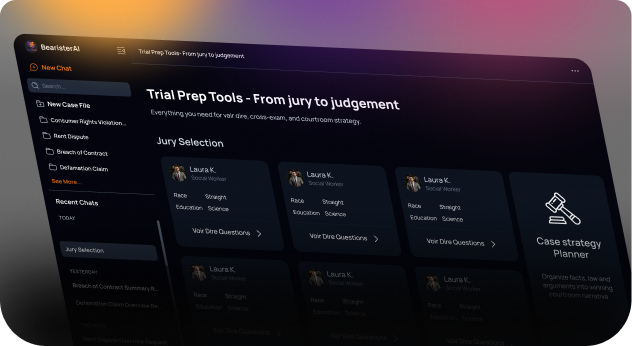 BearisterAI
Trial Prep Tools- From jury to judgement
New Chat
Search...
New Case File
Consumer Rights Violation...
Rent Dispute
Breach of Contract
Defamation Claim
See More...
Recent Chats
TODAY
Jury Selection
YESTERDAY
Breach of Contract Summary R...
Defamation Claim Overview Re...
Trial Prep Tools - From jury to judgement
Everything you need for vair dire, cross-exam, and courtroom strategy.
Jury Selection
Laura K.
Social Worker
Race Straight
Education Science
Voir Dire Questions
Laura K.
Social Worker
Race Straight
Education Science
Voir Dire Questions
Laura K.
Social Worker
Race Straight
Education Science
Voir Dire Questions
Case strategy
Planner
Organize facts, law and
arguments into winning
courtroom narrative
Laura K.
Social Worker
Race Straight
Education Science
Voir Dire Questions
Laura K.
Social Worker
Race Straight
Education Science
Laura K.
Social Worker
Race Straight